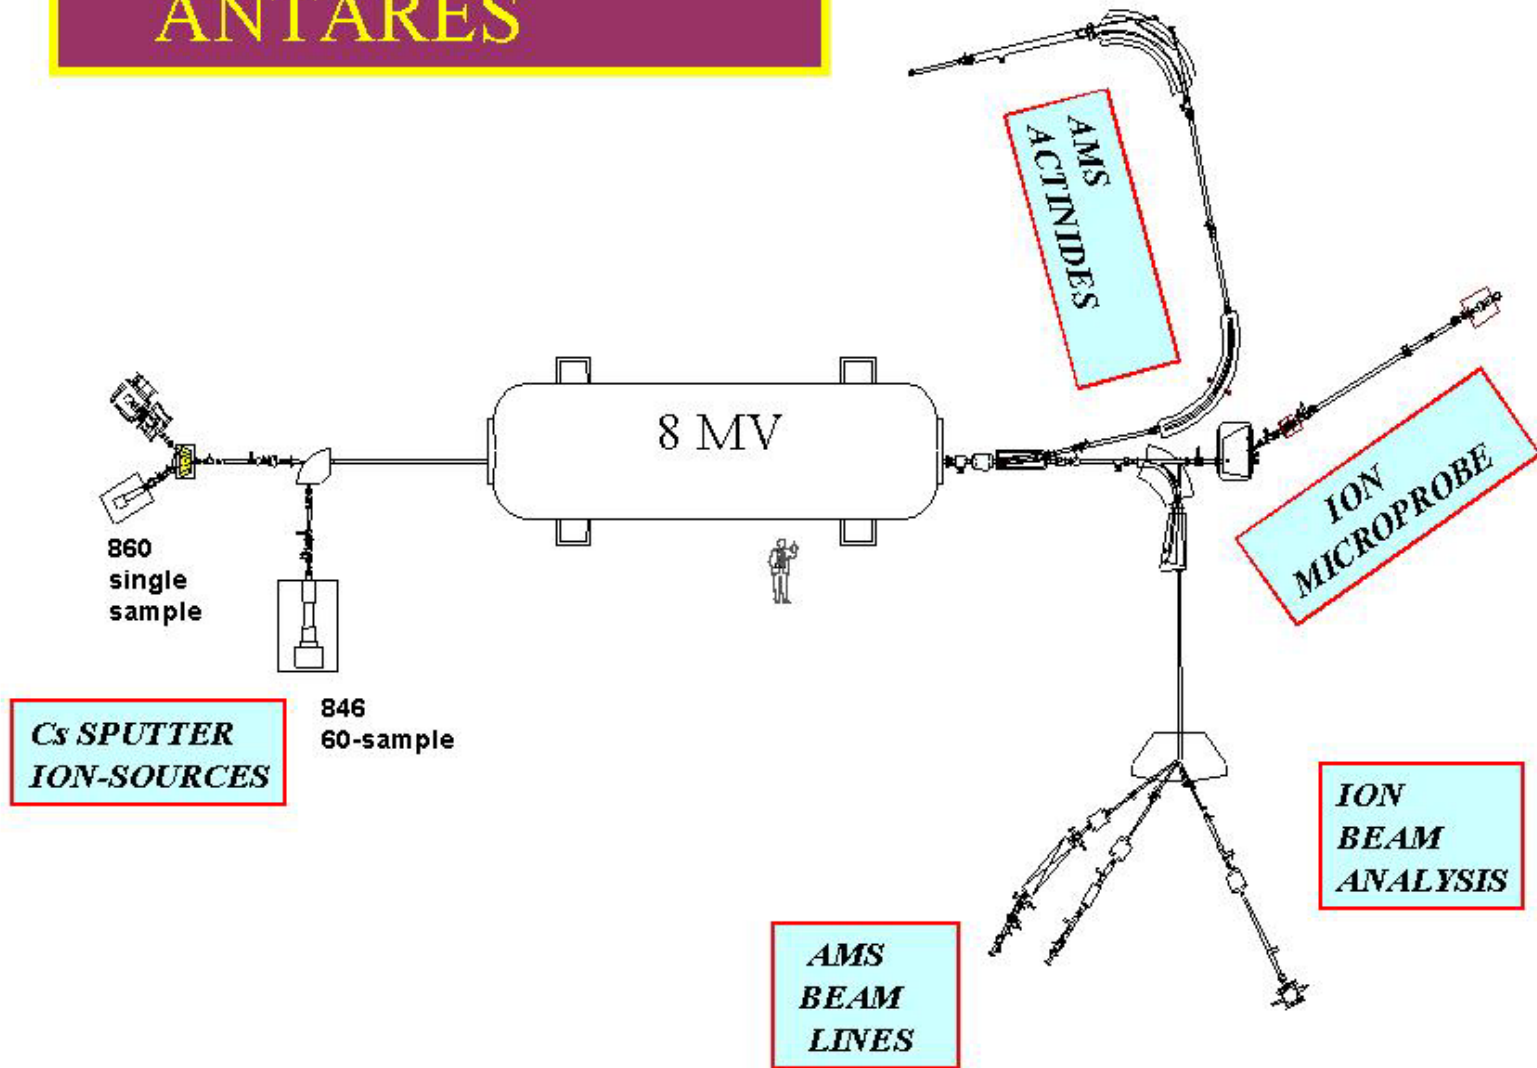 ANTARES
AMS
ACTINIDES
8 MV
ION
MICROPROBE
860
single
sample
846
60-sample
Cs SPUTTER
ION-SOURCES
ION
BEAM
ANALYSIS
AMS
BEAM
LINES